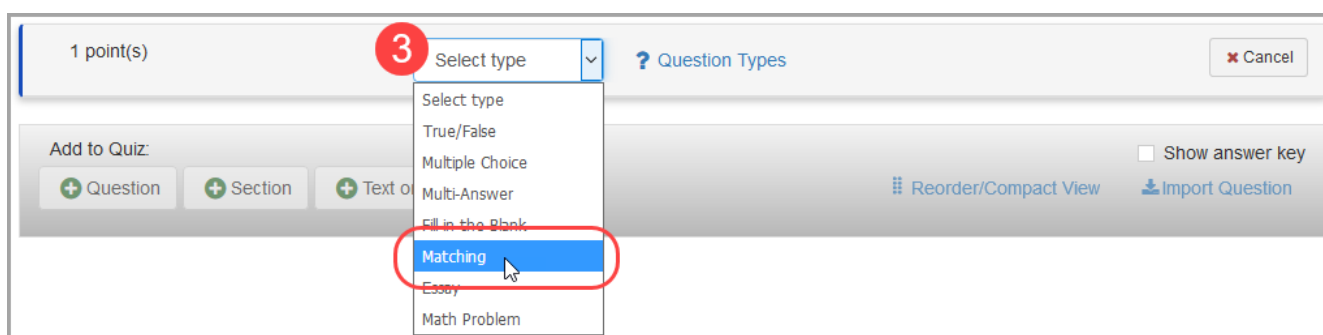 1 point(s)
3
Select type
? Question Types
Cancel
Select type
True/False
Multiple Choice
Multi-Answer
Fill in the Blank
Matching
Essay
Math Problem
Add to Quiz:
Show answer key
Question
Section
Text o
Reorder/Compact View
Import Question